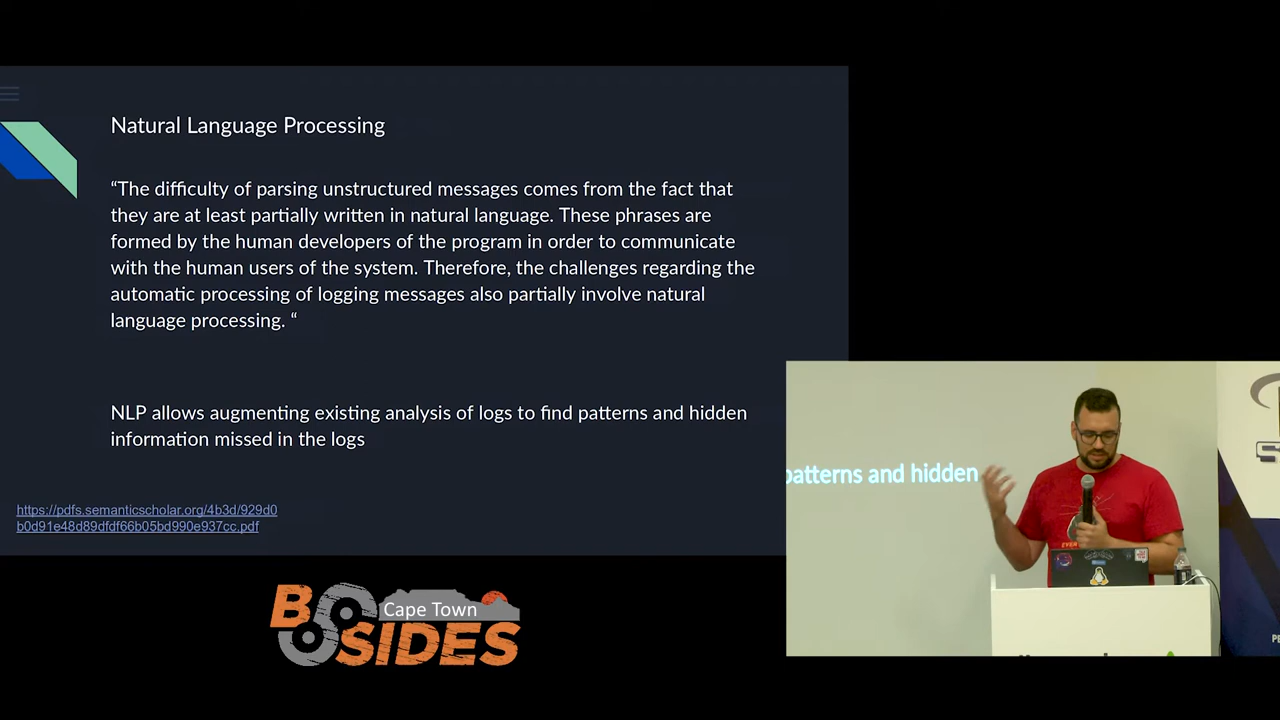 Natural Language Processing
“The difficulty of parsing unstructured messages comes from the fact that
they are at least partially written in natural language. These phrases are
formed by the human developers of the program in order to communicate
with the human users of the system. Therefore, the challenges regarding the
automatic processing of logging messages also partially involve natural
language processing. “
NLP allows augmenting existing analysis of logs to find patterns and hidden
information missed in the logs
https://pdfs.semanticscholar.org/4b3d/929d0
b0d91e48d89dfdf66b05bd990e937cc.pdf
patterns and hidden
B SIDES
Cape Town